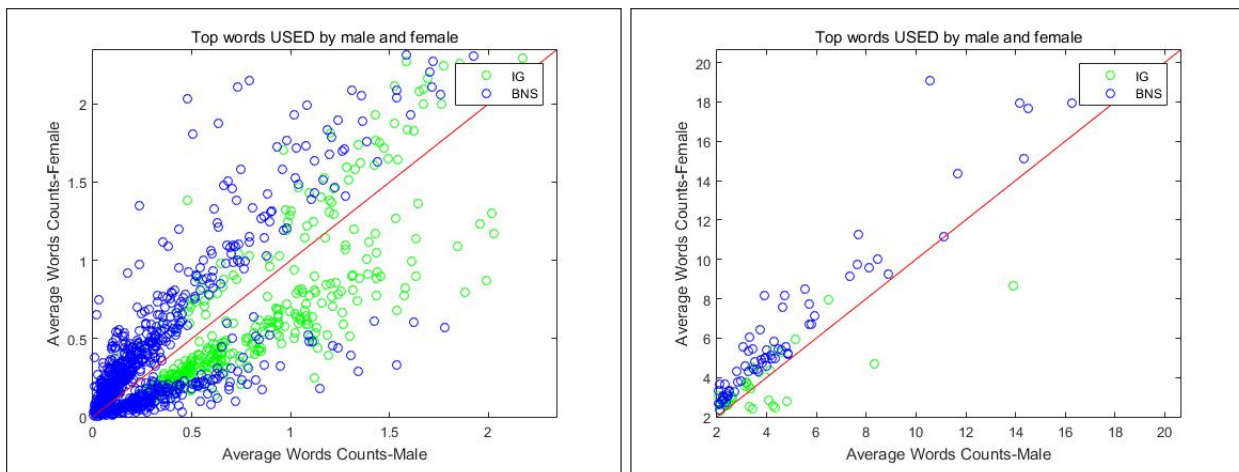 Top words USED by male and female
IG
BNS
2
1.5
1
0.5
0
Average Words Counts-Female
0 0.5 1 1.5 2
Average Words Counts-Male
Top words USED by male and female
IG
BNS
20
18
16
14
12
10
8
6
4
2
Average Words Counts-Female
2 4 6 8 10 12 14 16 18 20
Average Words Counts-Male